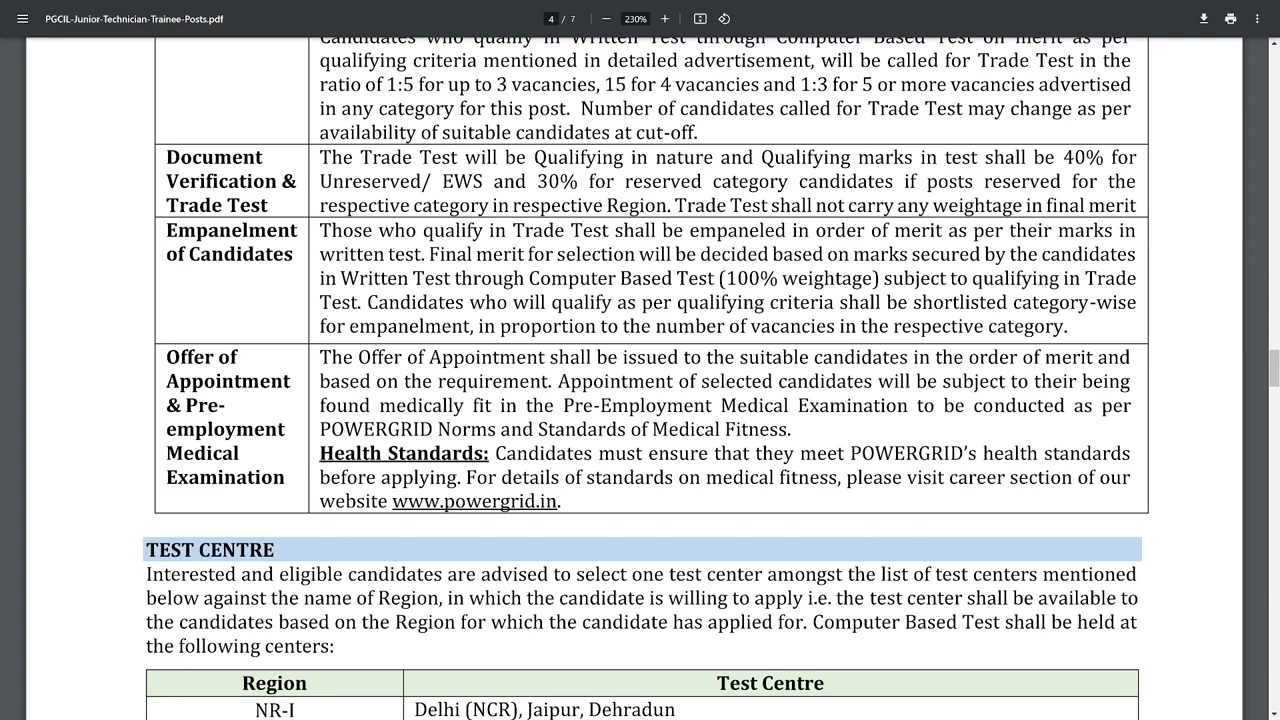 PGCIL-Junior-Technician-Trainee-Posts.pdf
4 / 7
230%
Candidates who qualify in Written Test through Computer Based Test on merit as per
qualifying criteria mentioned in detailed advertisement, will be called for Trade Test in the
ratio of 1:5 for up to 3 vacancies, 15 for 4 vacancies and 1:3 for 5 or more vacancies advertised
in any category for this post. Number of candidates called for Trade Test may change as per
availability of suitable candidates at cut-off.
Document
Verification &
Trade Test
The Trade Test will be Qualifying in nature and Qualifying marks in test shall be 40% for
Unreserved/ EWS and 30% for reserved category candidates if posts reserved for the
respective category in respective Region. Trade Test shall not carry any weightage in final merit
Empanelment
of Candidates
Those who qualify in Trade Test shall be empaneled in order of merit as per their marks in
written test. Final merit for selection will be decided based on marks secured by the candidates
in Written Test through Computer Based Test (100% weightage) subject to qualifying in Trade
Test. Candidates who will qualify as per qualifying criteria shall be shortlisted category-wise
for empanelment, in proportion to the number of vacancies in the respective category.
Offer of
Appointment
& Pre-
employment
Medical
Examination
The Offer of Appointment shall be issued to the suitable candidates in the order of merit and
based on the requirement. Appointment of selected candidates will be subject to their being
found medically fit in the Pre-Employment Medical Examination to be conducted as per
POWERGRID Norms and Standards of Medical Fitness.
Health Standards: Candidates must ensure that they meet POWERGRID's health standards
before applying. For details of standards on medical fitness, please visit career section of our
website www.powergrid.in.
TEST CENTRE
Interested and eligible candidates are advised to select one test center amongst the list of test centers mentioned
below against the name of Region, in which the candidate is willing to apply i.e. the test center shall be available to
the candidates based on the Region for which the candidate has applied for. Computer Based Test shall be held at
the following centers:
Region
Test Centre
NR-I
Delhi (NCR), Jaipur, Dehradun